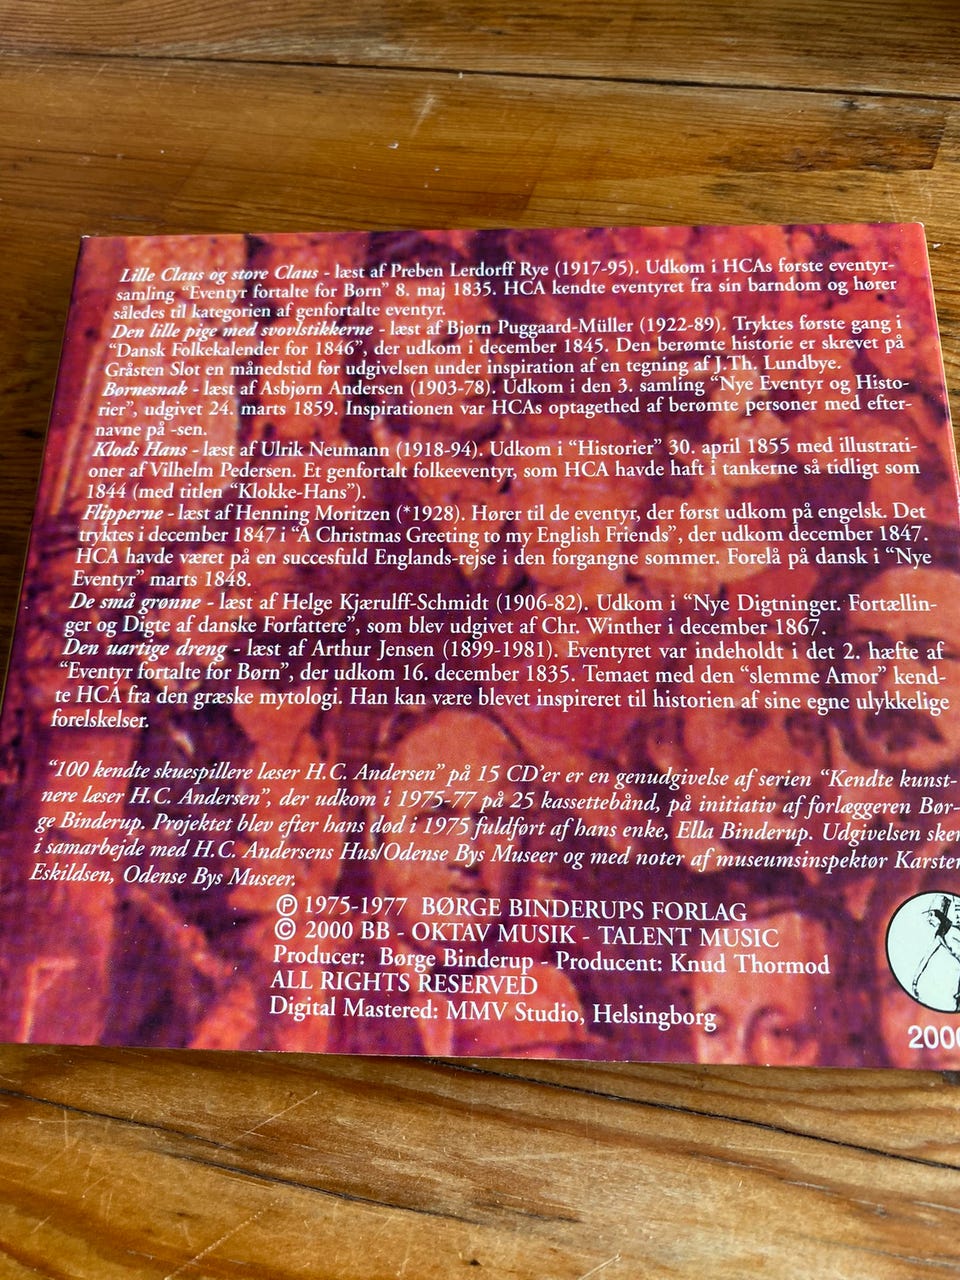 Lille Claus og store Claus - læst af Preben Lerdorff Rye (1917-95). Udkom i HCAs første eventyr-
samling “Eventyr fortalte for Børn” 8. maj 1835. HCA kendte eventyret fra sin barndom og hører
således til kategorien af genfortalte eventyr.
Den lille pige med svovlstikkerne - læst af Bjørn Puggaard-Müller (1922-89). Tryktes første gang i
“Dansk Folkekalender for 1846”, der udkom i december 1845. Den berømte historie er skrevet på
Gråsten Slot en månedstid før udgivelsen under inspiration af en tegning af J.Th. Lundbye.
Børnesnak - læst af Asbjørn Andersen (1903-78). Udkom i den 3. samling “Nye Eventyr og Histo-
rier”, udgivet 24. marts 1859. Inspirationen var HCAs optagethed af berømte personer med efter-
navne på -sen.
Klods Hans - læst af Ulrik Neumann (1918-94). Udkom i “Historier” 30. april 1855 med illustrati-
oner af Vilhelm Pedersen. Et genfortalt folkeeventyr, som HCA havde haft i tankerne så tidligt som
1844 (med titlen “Klokke-Hans”).
Flipperne - læst af Henning Moritzen (*1928). Hører til de eventyr, der først udkom på engelsk. Det
tryktes i december 1847 i “A Christmas Greeting to my English Friends”, der udkom december 1847.
HCA havde været på en succesfuld Englands-rejse i den forgangne sommer. Forelå på dansk i “Nye
Eventyr” marts 1848.
De små grønne - læst af Helge Kjærulff-Schmidt (1906-82). Udkom i “Nye Digtninger. Fortællin-
ger og Digte af danske Forfattere”, som blev udgivet af Chr. Winther i december 1867.
Den uartige dreng - læst af Arthur Jensen (1899-1981). Eventyret var indeholdt i det 2. hæfte af
“Eventyr fortalte for Børn”, der udkom 16. december 1835. Temaet med den “slemme Amor” kend-
te HCA fra den græske mytologi. Han kan være blevet inspireret til historien af sine egne ulykkelige
forelskelser.
“100 kendte skuespillere læser H.C. Andersen” på 15 CD’er er en genudgivelse af serien “Kendte kunst-
nere læser H.C. Andersen”, der udkom i 1975-77 på 25 kassettebånd, på initiativ af forlæggeren Bør-
ge Binderup. Projektet blev efter hans død i 1975 fuldført af hans enke, Ella Binderup. Udgivelsen sker
i samarbejde med H.C. Andersens Hus/Odense Bys Museer og med noter af museumsinspektør Karsten
Eskildsen, Odense Bys Museer.
℗ 1975-1977 BØRGE BINDERUPS FORLAG
© 2000 BB - OKTAV MUSIK - TALENT MUSIC
Producer: Børge Binderup - Producent: Knud Thormod
ALL RIGHTS RESERVED
Digital Mastered: MMV Studio, Helsingborg
2000